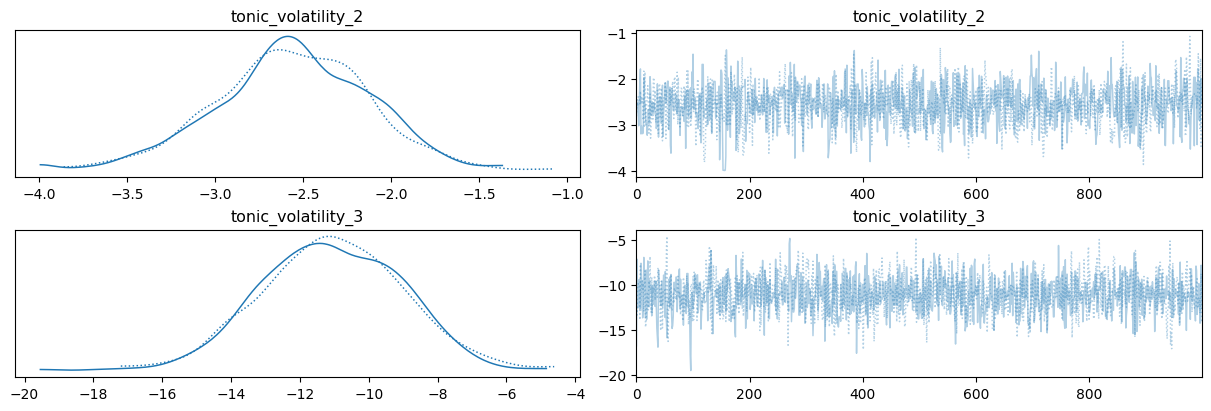 tonic_volatility_2
−4.0 −3.5 −3.0 −2.5 −2.0 −1.5 −1.0
tonic_volatility_2
−1
−2
−3
−4
0 200 400 600 800
tonic_volatility_3
−20 −18 −16 −14 −12 −10 −8 −6 −4
tonic_volatility_3
−5
−10
−15
−20
0 200 400 600 800